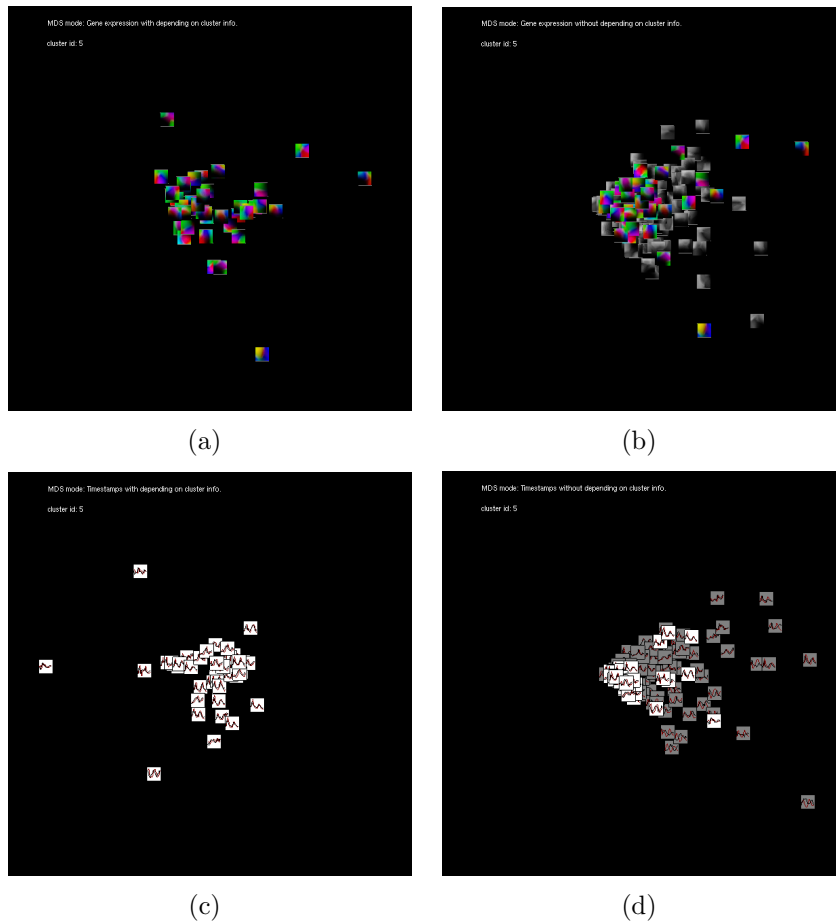 MDS mode: Gene expression with depending on cluster info.
cluster id: 5
MDS mode: Gene expression without depending on cluster info.
cluster id: 5
(a)
(b)
MDS mode: Timestamps with depending on cluster info.
cluster id: 5
MDS mode: Timestamps without depending on cluster info.
cluster id: 5
(c)
(d)